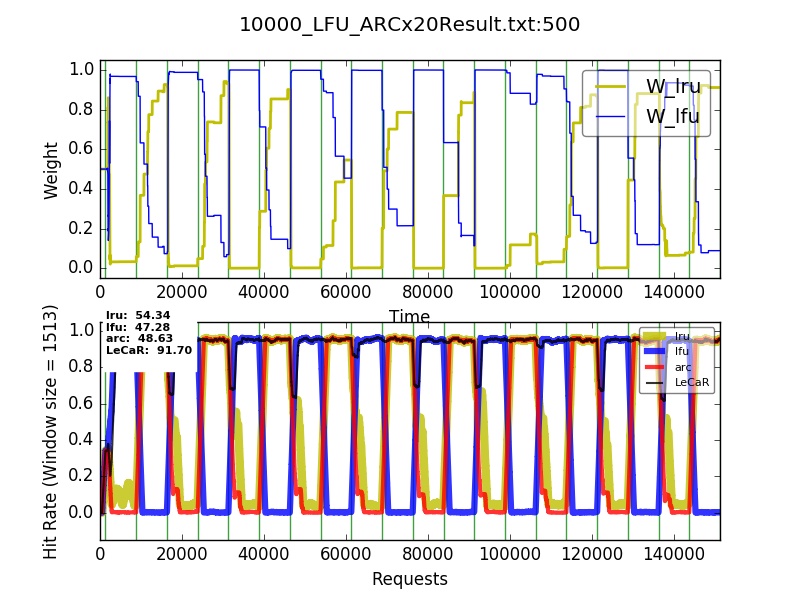 10000_LFU_ARCx20Result.txt:500
Weight
1.0
0.8
0.6
0.4
0.2
0.0
W_lru
W_lfu
0 20000 40000 60000 80000 100000 120000 140000
Time
Hit Rate (Window size = 1513)
lru: 54.34
lfu: 47.28
arc: 48.63
LeCaR: 91.70
1.0
0.8
0.6
0.4
0.2
0.0
lru
lfu
arc
LeCaR
0 20000 40000 60000 80000 100000 120000 140000
Requests